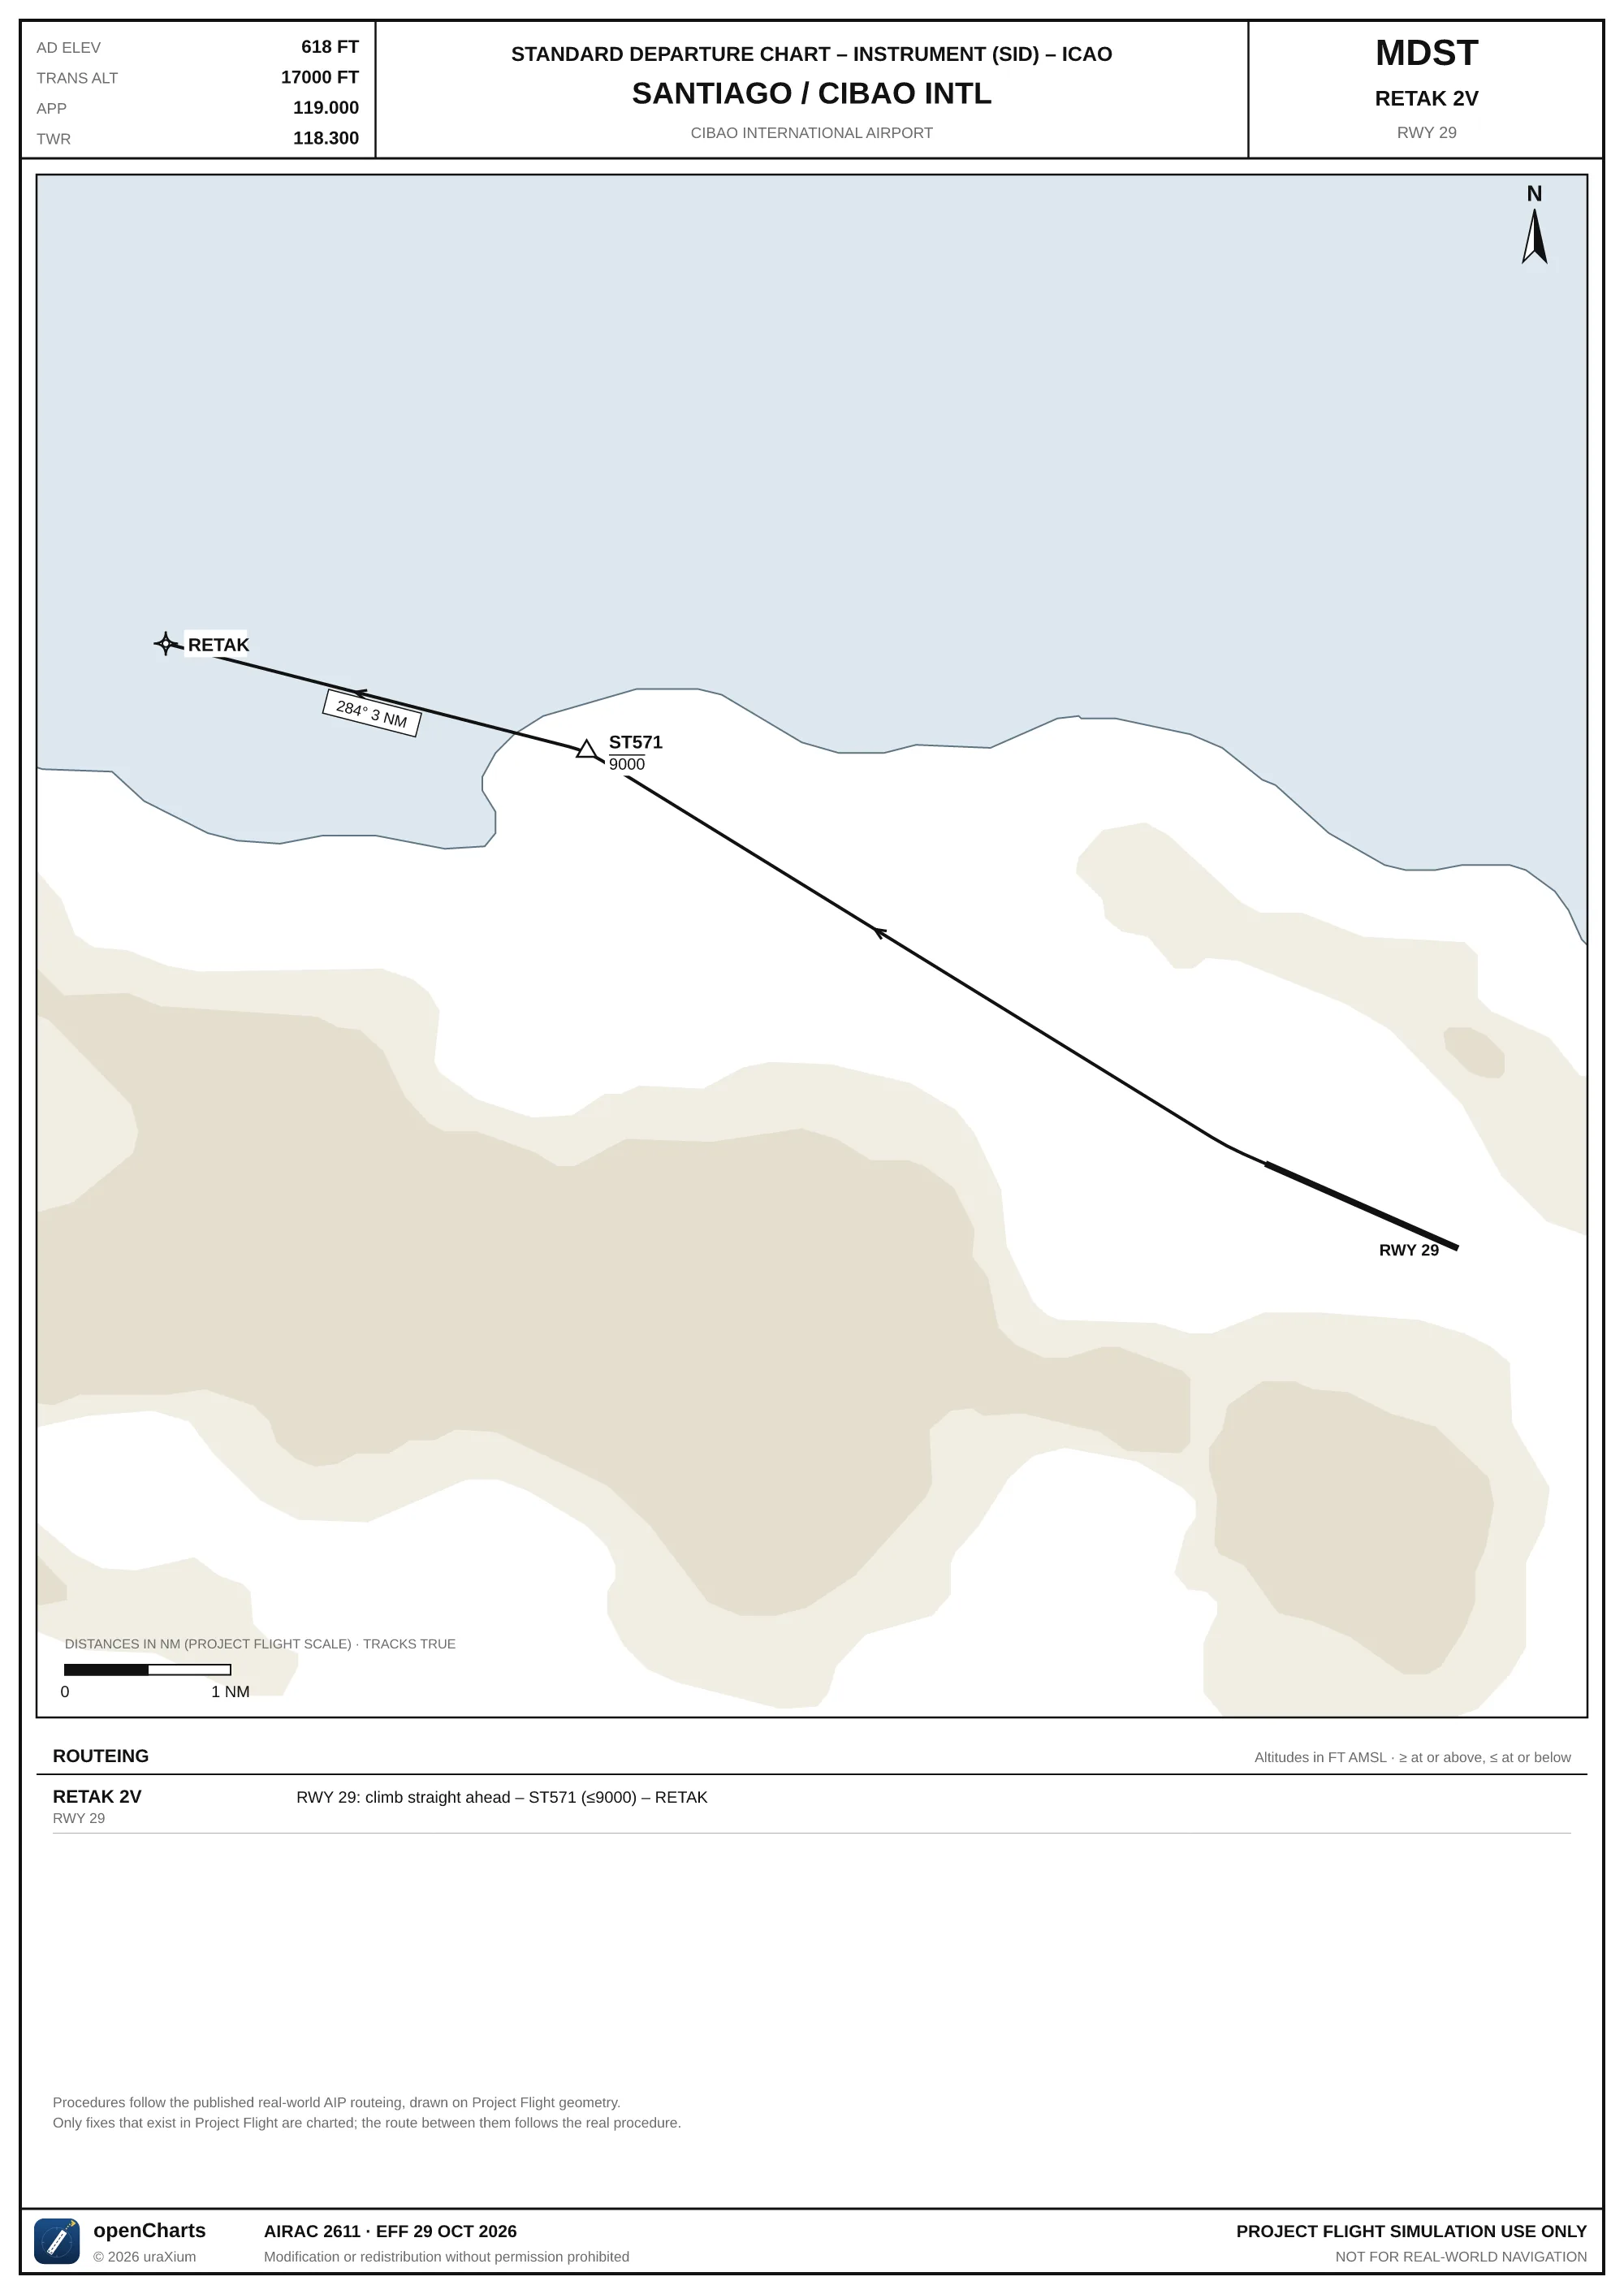 AD ELEV 618 FT
TRANS ALT 17000 FT
APP 119.000
TWR 118.300
STANDARD DEPARTURE CHART – INSTRUMENT (SID) – ICAO
SANTIAGO / CIBAO INTL
CIBAO INTERNATIONAL AIRPORT
MDST
RETAK 2V
RWY 29
N
RETAK
284° 3 NM
ST571
9000
RWY 29
DISTANCES IN NM (PROJECT FLIGHT SCALE) · TRACKS TRUE
0 1 NM
ROUTEING Altitudes in FT AMSL · ≥ at or above, ≤ at or below
RETAK 2V RWY 29: climb straight ahead – ST571 (≤9000) – RETAK
RWY 29
Procedures follow the published real-world AIP routeing, drawn on Project Flight geometry.
Only fixes that exist in Project Flight are charted; the route between them follows the real procedure.
openCharts AIRAC 2611 · EFF 29 OCT 2026 PROJECT FLIGHT SIMULATION USE ONLY
© 2026 uraXium Modification or redistribution without permission prohibited NOT FOR REAL-WORLD NAVIGATION